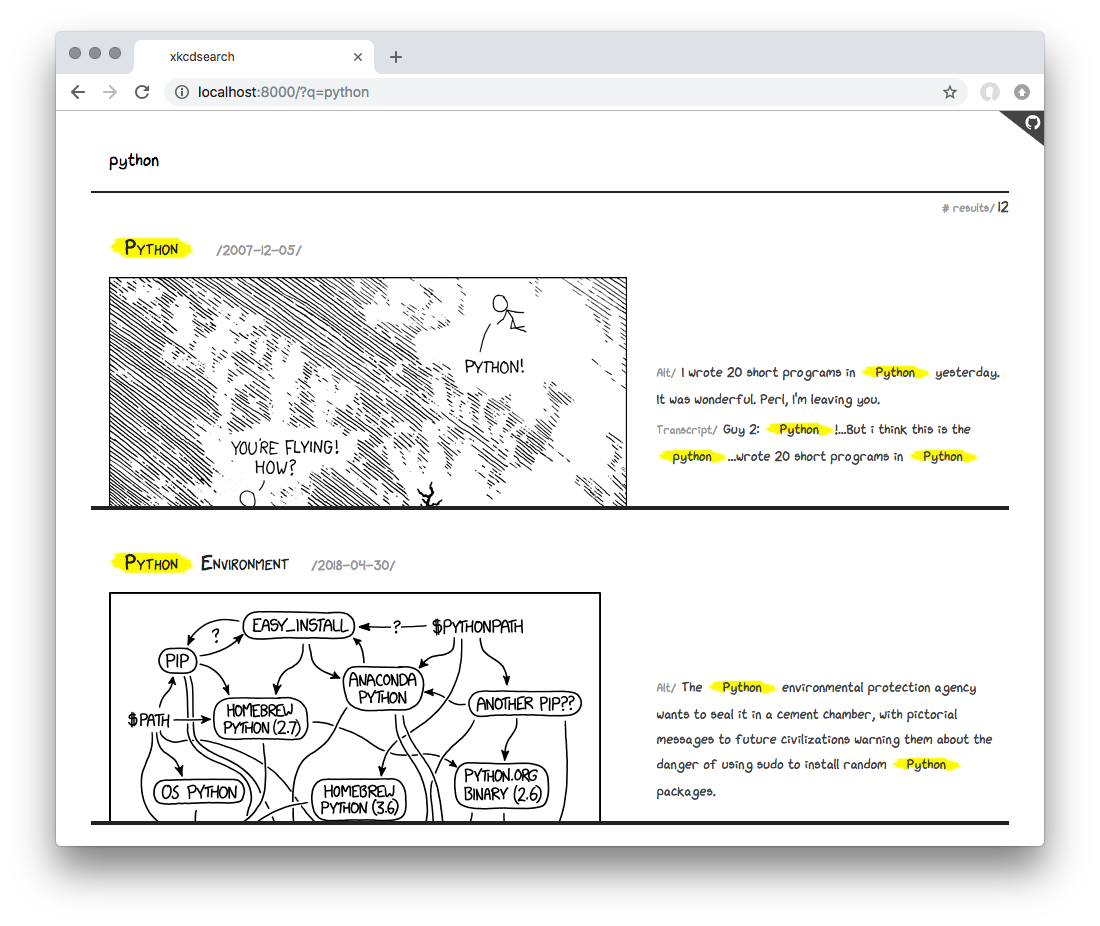 xkcdsearch
localhost:8000/?q=python
python
# results/ 12
Python /2007-12-05/
PYTHON!
YOU'RE FLYING!
HOW?
Alt/ I wrote 20 short programs in Python yesterday.
It was wonderful. Perl, I'm leaving you.
Transcript/ Guy 2: Python !...But i think this is the
python ...wrote 20 short programs in Python
Python Environment /2018-04-30/
EASY_INSTALL
?
$PYTHONPATH
?
PIP
ANACONDA
PYTHON
ANOTHER PIP??
HOMEBREW
PYTHON (2.7)
$PATH
PYTHON.ORG
BINARY (2.6)
OS PYTHON
HOMEBREW
PYTHON (3.6)
Alt/ The Python environmental protection agency
wants to seal it in a cement chamber, with pictorial
messages to future civilizations warning them about the
danger of using sudo to install random Python
packages.